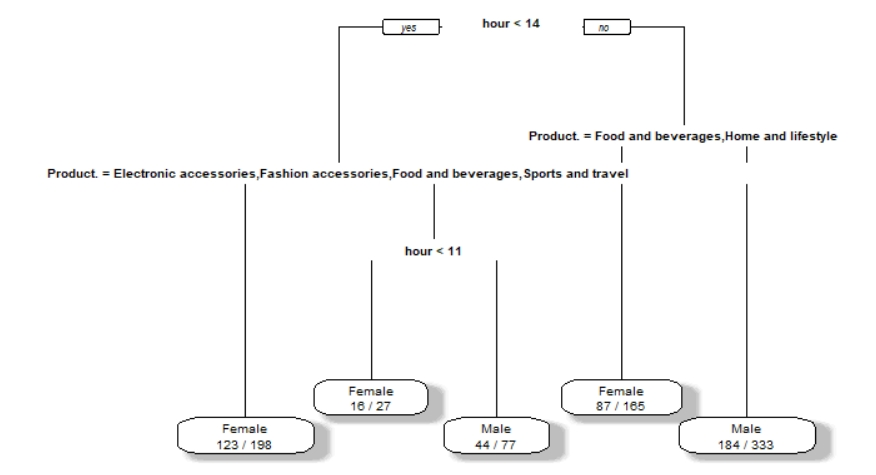 yes hour < 14 no
Product. = Food and beverages,Home and lifestyle
Product. = Electronic accessories,Fashion accessories,Food and beverages,Sports and travel
hour < 11
Female
16 / 27
Female
87 / 165
Female
123 / 198
Male
44 / 77
Male
184 / 333